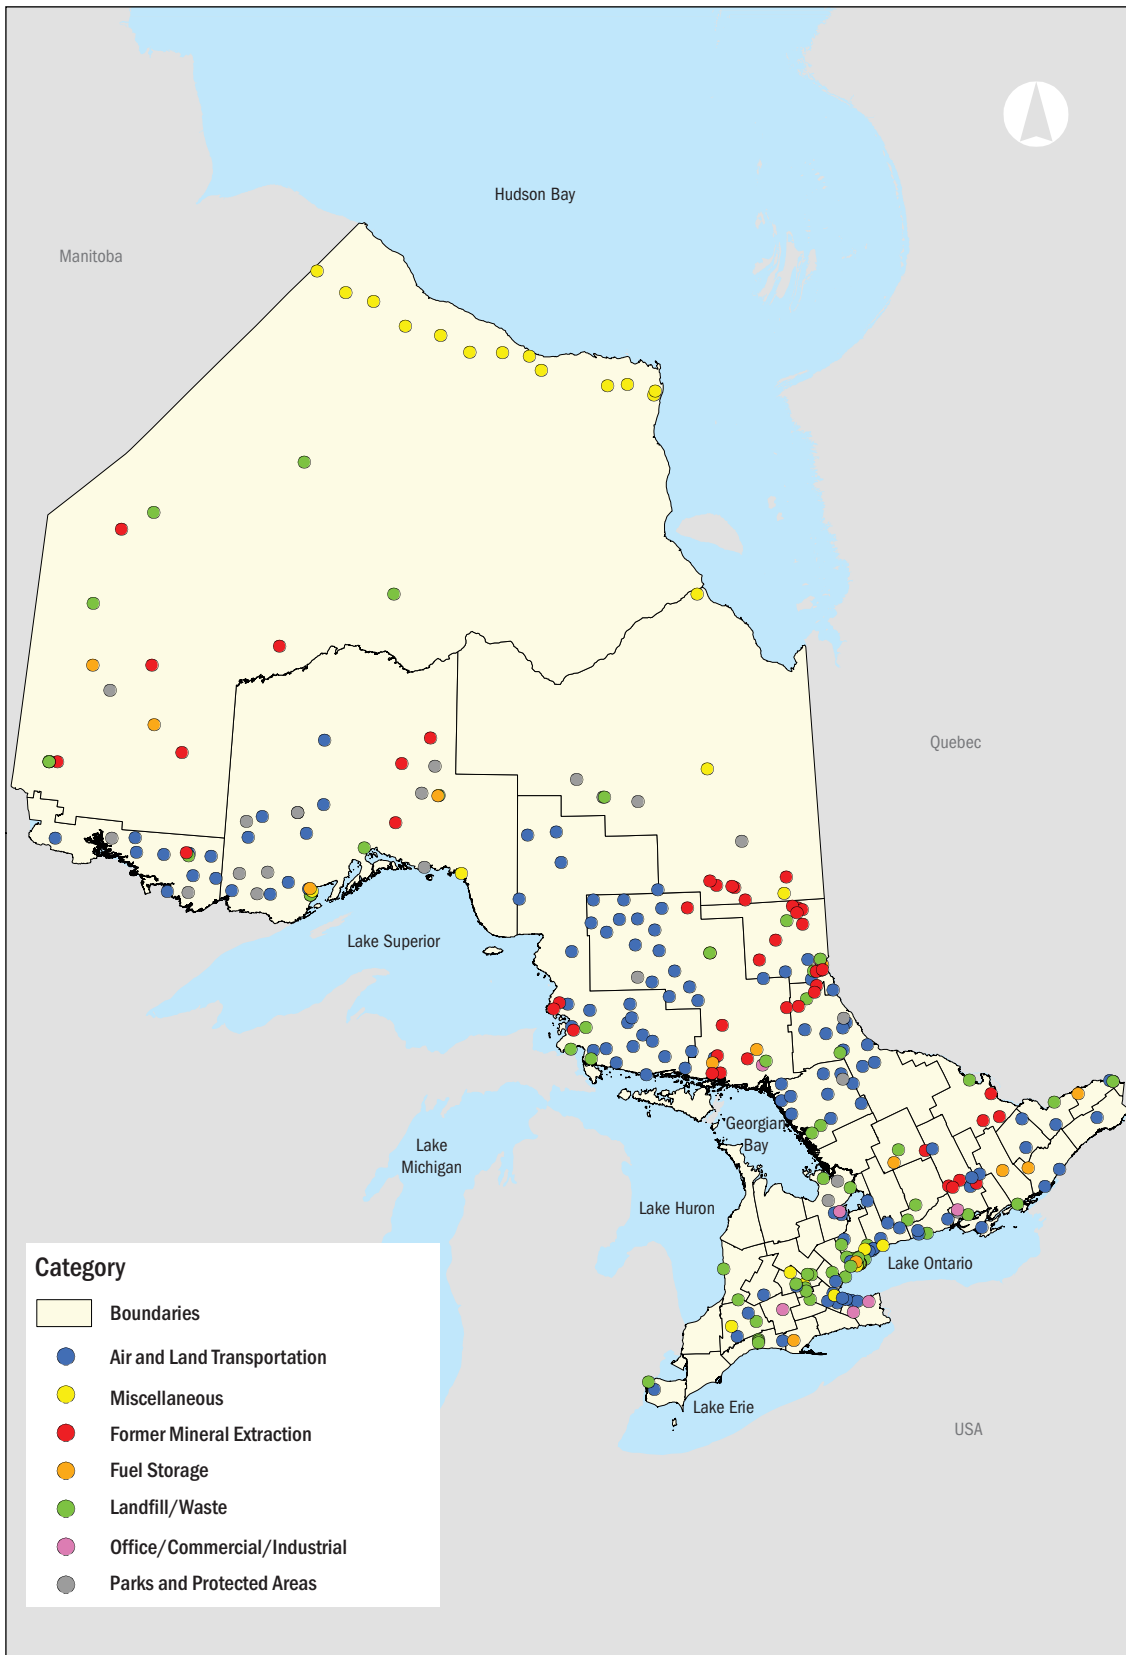 Hudson Bay
Manitoba
Quebec
Lake Superior
Georgian
Bay
Lake
Michigan
Lake Huron
Lake Ontario
Lake Erie
USA
Category
Boundaries
Air and Land Transportation
Miscellaneous
Former Mineral Extraction
Fuel Storage
Landfill/Waste
Office/Commercial/Industrial
Parks and Protected Areas